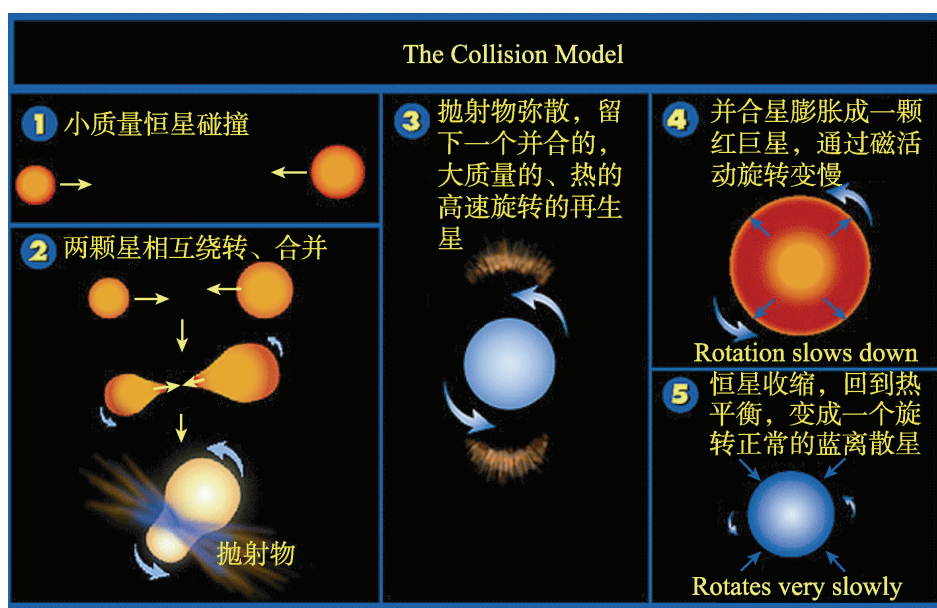 The Collision Model
1 小质量恒星碰撞
2 两颗星相互绕转、合并
抛射物
3 抛射物弥散，留
下一个并合的，
大质量的、热的
高速旋转的再生
星
4 并合星膨胀成一颗
红巨星，通过磁活
动旋转变慢
Rotation slows down
5 恒星收缩，回到热
平衡，变成一个旋
转正常的蓝离散星
Rotates very slowly